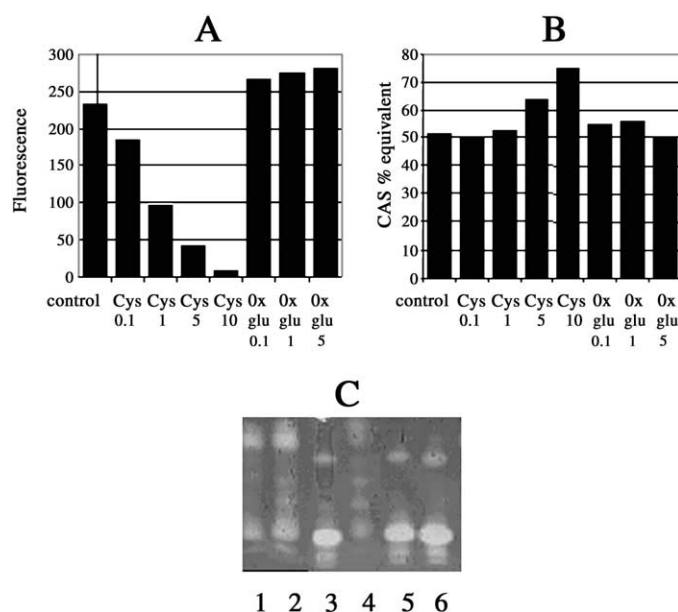 A
Fluorescence
300
250
200
150
100
50
0
control Cys Cys Cys Cys 0x 0x 0x
0.1 1 5 10 glu glu glu
0.1 1 5
B
CAS % equivalent
80
70
60
50
40
30
20
10
0
control Cys Cys Cys Cys 0x 0x 0x
0.1 1 5 10 glu glu glu
0.1 1 5
C
1 2 3 4 5 6